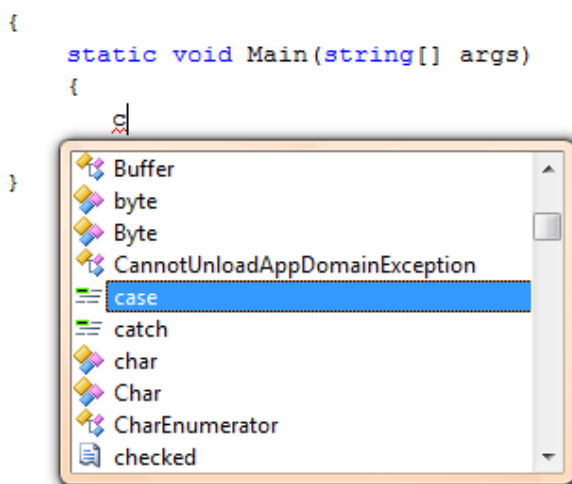 {
static void Main(string[] args)
{
c
Buffer
byte
Byte
CannotUnloadAppDomainException
case
catch
char
Char
CharEnumerator
checked
}